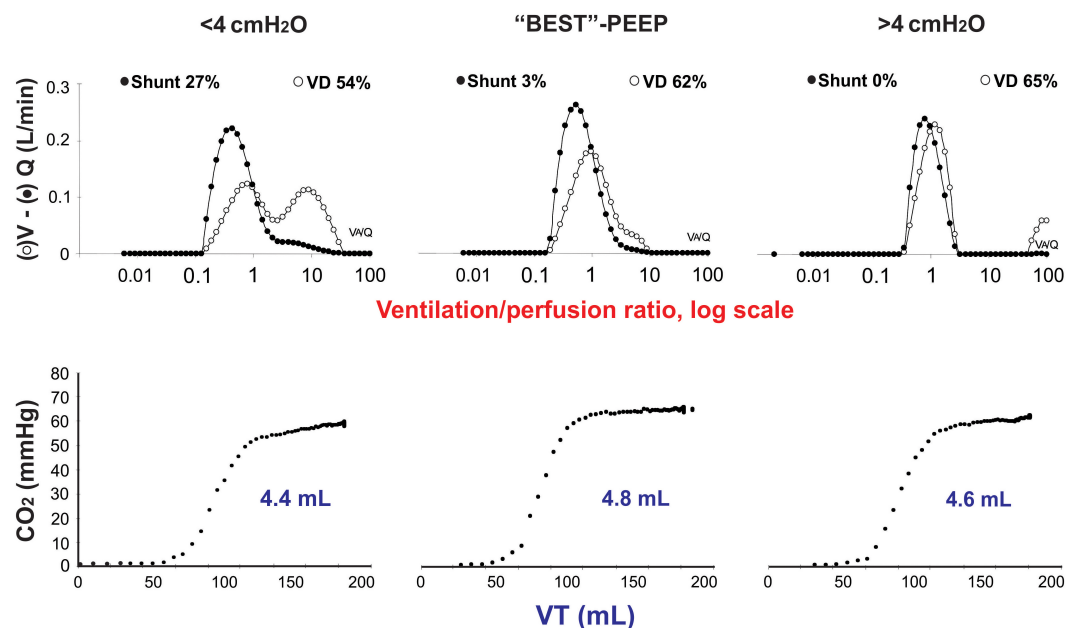 <4 cmH2O
“BEST”-PEEP
>4 cmH2O
(o)V - (•) Q (L/min)
0.3
0.2
0.1
0
● Shunt 27% ○ VD 54%
VA/Q
0.01 0.1 1 10 100
● Shunt 3% ○ VD 62%
VA/Q
0.01 0.1 1 10 100
● Shunt 0% ○ VD 65%
VA/Q
0.01 0.1 1 10 100
Ventilation/perfusion ratio, log scale
CO2 (mmHg)
80
70
60
50
40
30
20
10
0
4.4 mL
0 50 100 150 200
4.8 mL
0 50 100 150 200
4.6 mL
0 50 100 150 200
VT (mL)